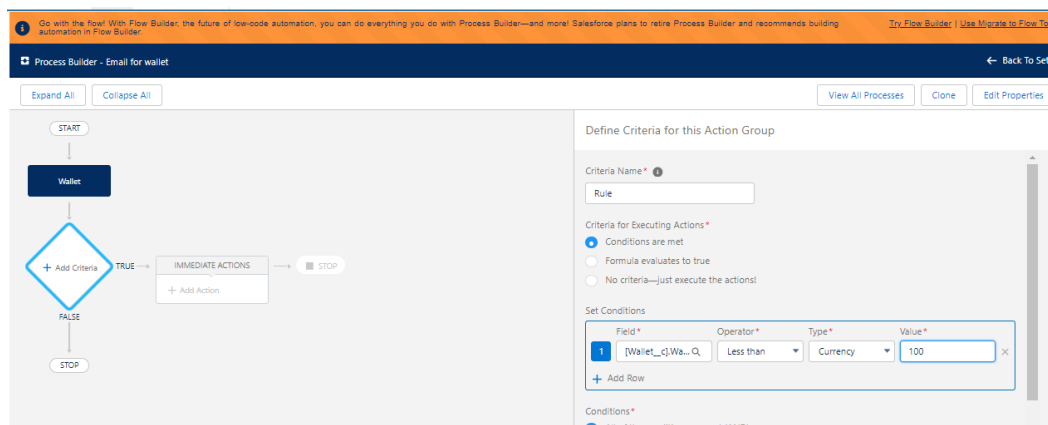 Go with the flow! With Flow Builder, the future of low-code automation, you can do everything you do with Process Builder—and more! Salesforce plans to retire Process Builder and recommends building
automation in Flow Builder.
Try Flow Builder | Use Migrate to Flow To
Process Builder - Email for wallet
← Back To Set
Expand All
Collapse All
View All Processes
Clone
Edit Properties
START
Wallet
+ Add Criteria
TRUE
IMMEDIATE ACTIONS
+ Add Action
STOP
FALSE
STOP
Define Criteria for this Action Group
Criteria Name*
Rule
Criteria for Executing Actions*
Conditions are met
Formula evaluates to true
No criteria—just execute the actions!
Set Conditions
Field* Operator* Type* Value*
1 [Wallet__c].Wa... Less than Currency 100
+ Add Row
Conditions*